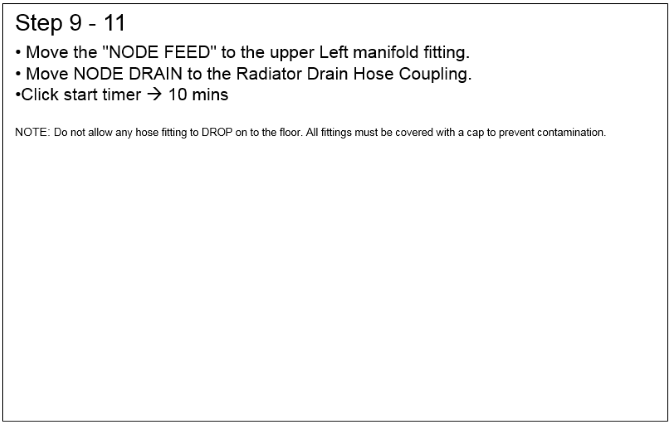 Step 9 - 11
• Move the "NODE FEED" to the upper Left manifold fitting.
• Move NODE DRAIN to the Radiator Drain Hose Coupling.
•Click start timer → 10 mins
NOTE: Do not allow any hose fitting to DROP on to the floor. All fittings must be covered with a cap to prevent contamination.